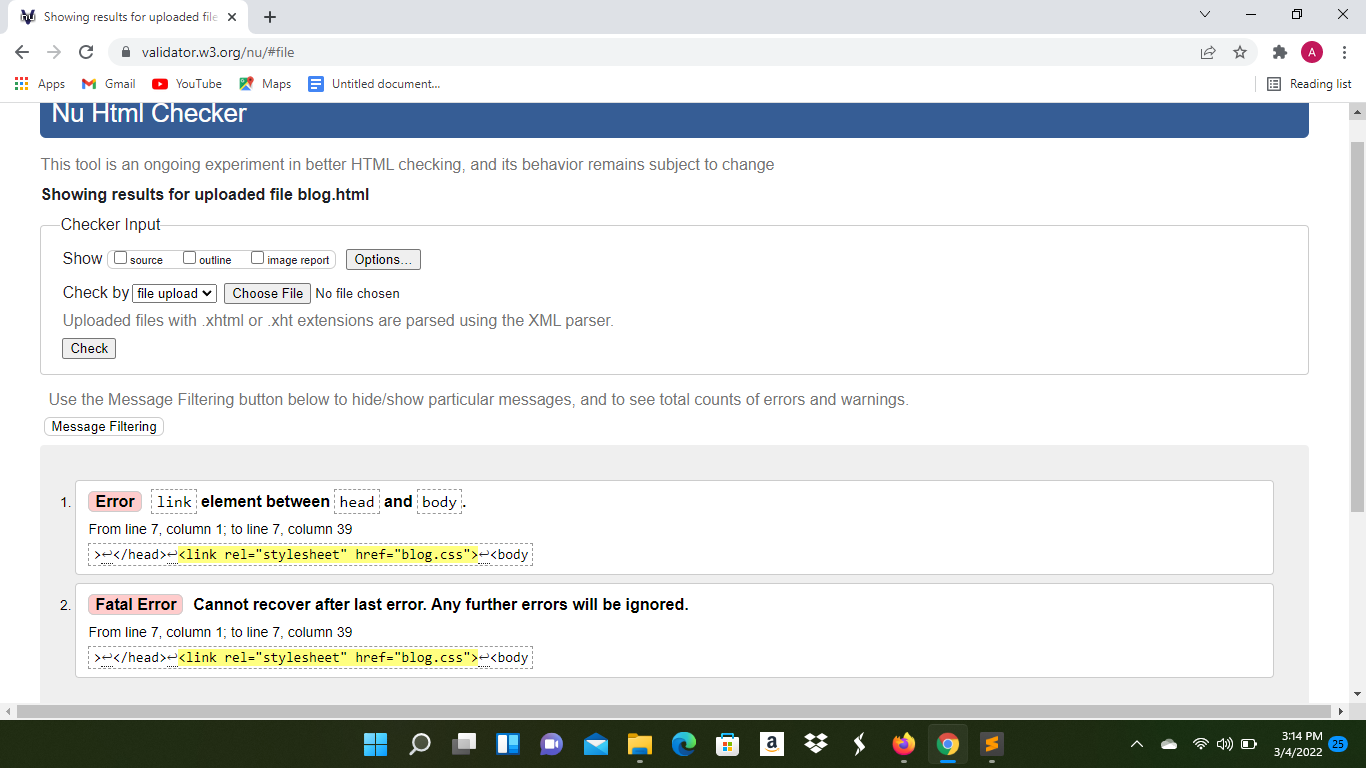 Showing results for uploaded file
validator.w3.org/nu/#file
A
Apps Gmail YouTube Maps Untitled document... Reading list
Nu Html Checker
This tool is an ongoing experiment in better HTML checking, and its behavior remains subject to change
Showing results for uploaded file blog.html
Checker Input
Show source outline image report Options...
Check by file upload Choose File No file chosen
Uploaded files with .xhtml or .xht extensions are parsed using the XML parser.
Check
Use the Message Filtering button below to hide/show particular messages, and to see total counts of errors and warnings.
Message Filtering
1. Error link element between head and body.
From line 7, column 1; to line 7, column 39
>↩</head>↩<link rel="stylesheet" href="blog.css">↩<body
2. Fatal Error Cannot recover after last error. Any further errors will be ignored.
From line 7, column 1; to line 7, column 39
>↩</head>↩<link rel="stylesheet" href="blog.css">↩<body
a
3:14 PM
3/4/2022
25